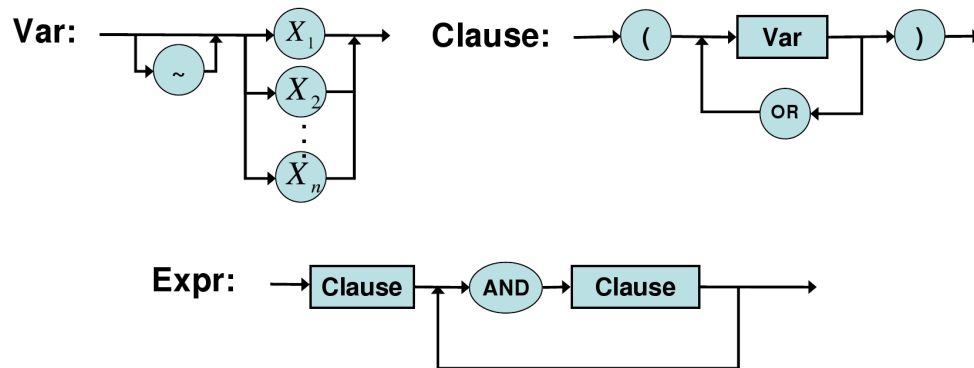 Var:
~
X1
X2
Xn
Clause:
(
Var
)
OR
Expr:
Clause
AND
Clause